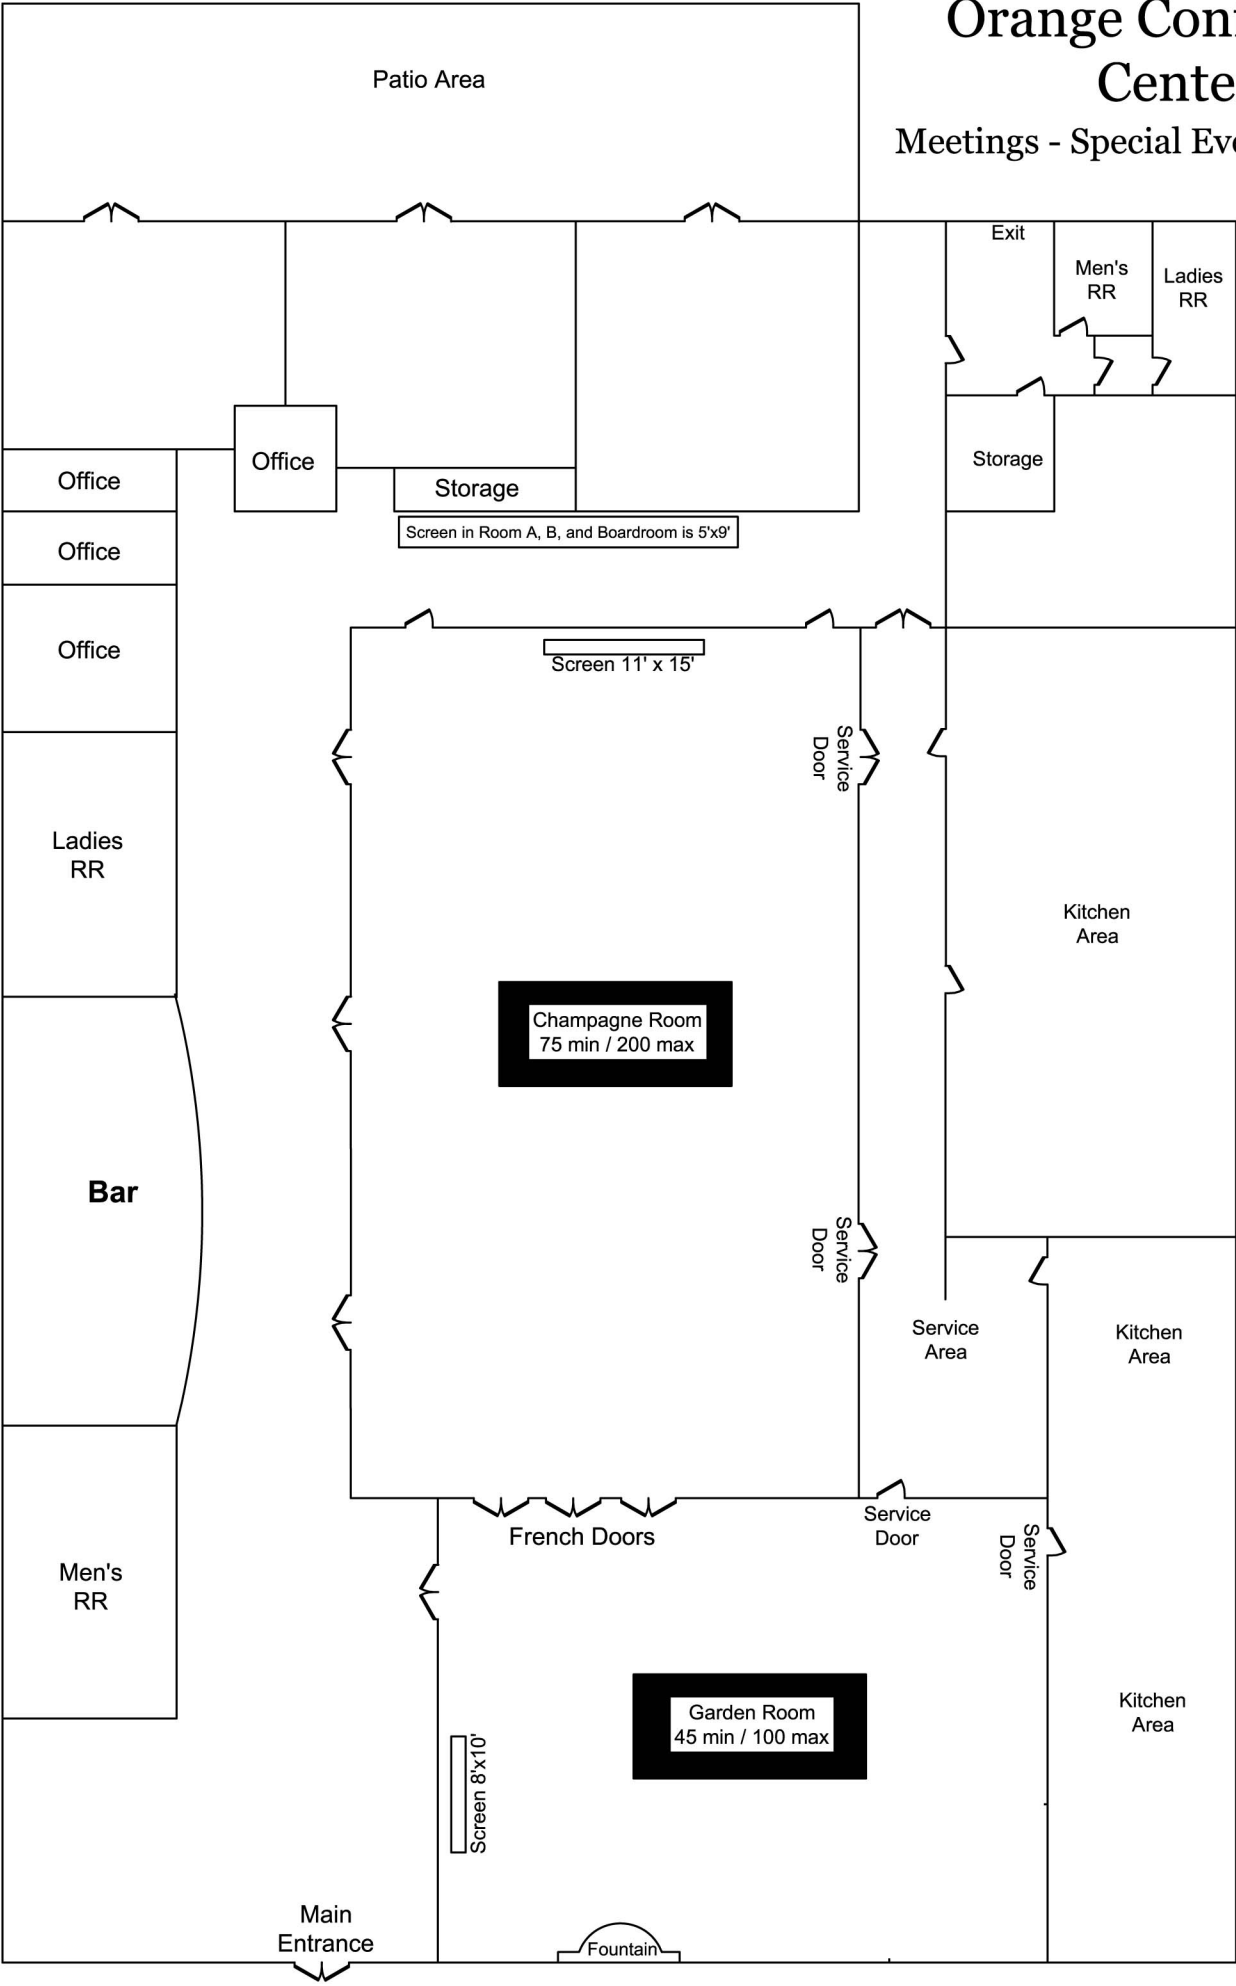 Orange Con
Cente
Meetings - Special Eve
Patio Area
Exit
Men's
RR
Ladies
RR
Office
Office
Storage
Storage
Screen in Room A, B, and Boardroom is 5'x9'
Office
Office
Screen 11' x 15'
Service
Door
Ladies
RR
Kitchen
Area
Champagne Room
75 min / 200 max
Bar
Service
Door
Service
Area
Kitchen
Area
French Doors
Service
Door
Service
Door
Men's
RR
Garden Room
45 min / 100 max
Kitchen
Area
Screen 8'x10'
Main
Entrance
Fountain